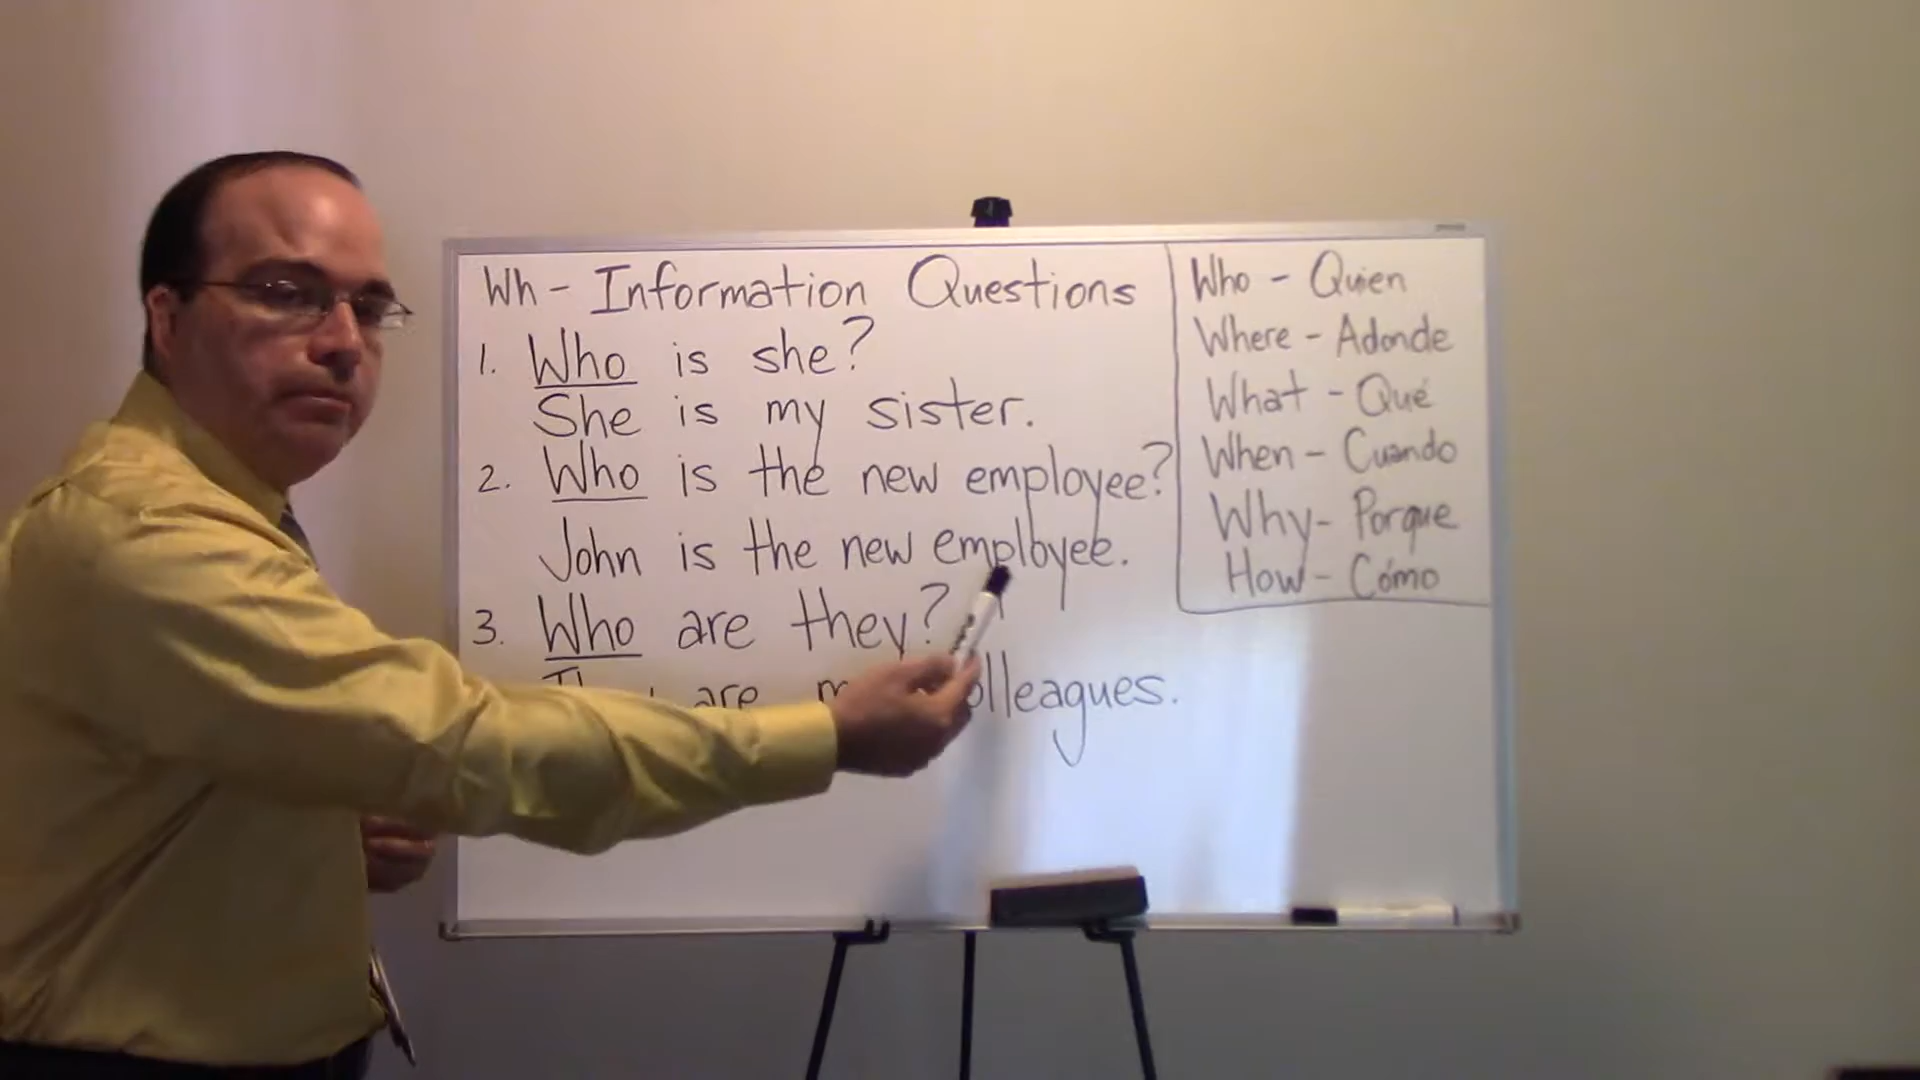 Wh - Information Questions
1. Who is she?
She is my sister.
2. Who is the new employee?
John is the new employee.
3. Who are they?
are
Who - Quien
Where - Adonde
What - Qué
When - Cuando
Why - Porque
How - Cómo